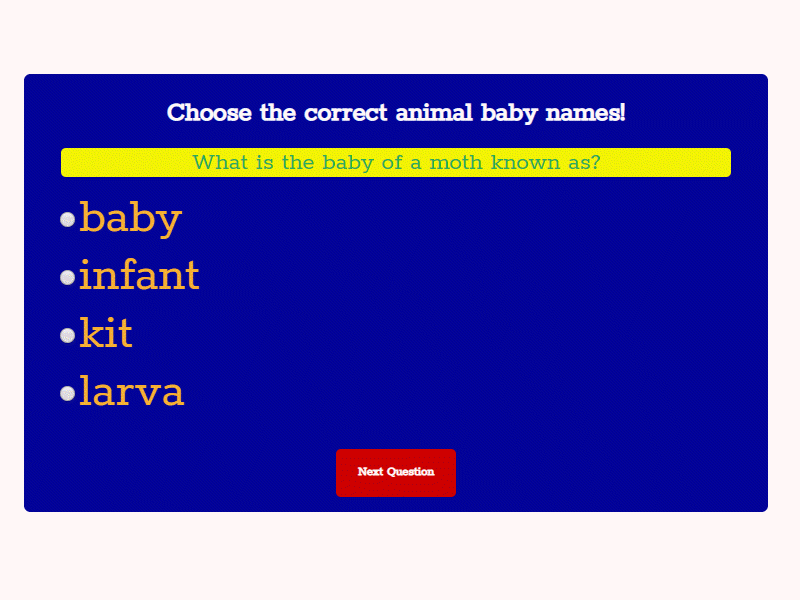 Choose the correct animal baby names!
What is the baby of a moth known as?
baby
infant
kit
larva
Next Question